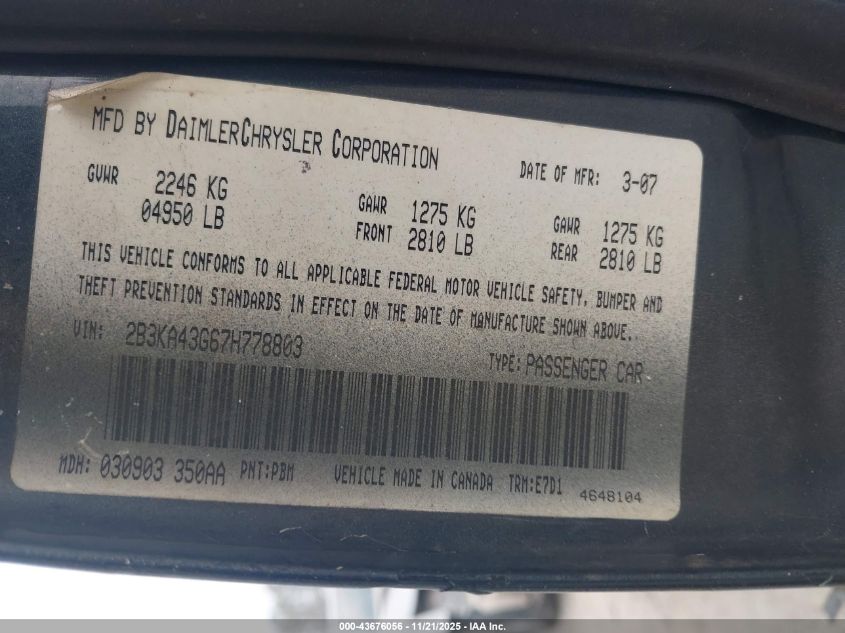 MFD BY DAIMLERCHRYSLER CORPORATION
DATE OF MFR: 3-07
GVWR 2246 KG
04950 LB
GAWR FRONT 1275 KG
2810 LB
GAWR REAR 1275 KG
2810 LB
THIS VEHICLE CONFORMS TO ALL APPLICABLE FEDERAL MOTOR VEHICLE SAFETY, BUMPER AND
THEFT PREVENTION STANDARDS IN EFFECT ON THE DATE OF MANUFACTURE SHOWN ABOVE.
VIN: 2B3KA43G67H778803
TYPE: PASSENGER CAR
MDH: 030903 350AA PNT:PBM VEHICLE MADE IN CANADA TRM:E7D1
4648104
000-43676056 - 11/21/2025 - IAA Inc.